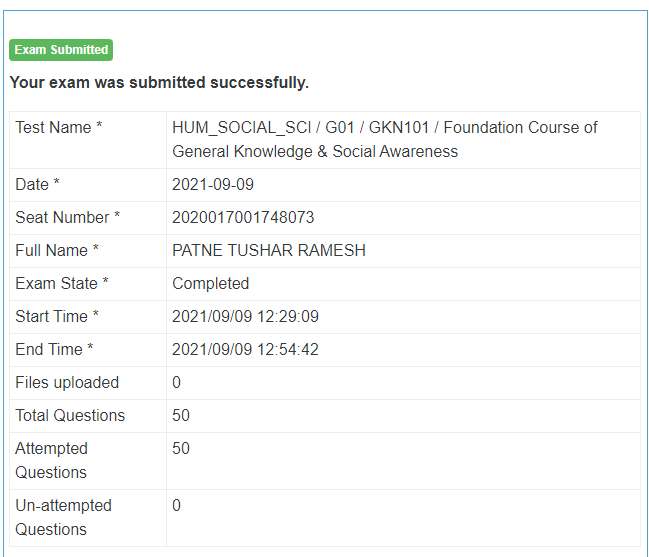 Exam Submitted
Your exam was submitted successfully.
Test Name * HUM_SOCIAL_SCI / G01 / GKN101 / Foundation Course of
General Knowledge & Social Awareness
Date * 2021-09-09
Seat Number * 2020017001748073
Full Name * PATNE TUSHAR RAMESH
Exam State * Completed
Start Time * 2021/09/09 12:29:09
End Time * 2021/09/09 12:54:42
Files uploaded 0
Total Questions 50
Attempted 50
Questions
Un-attempted 0
Questions